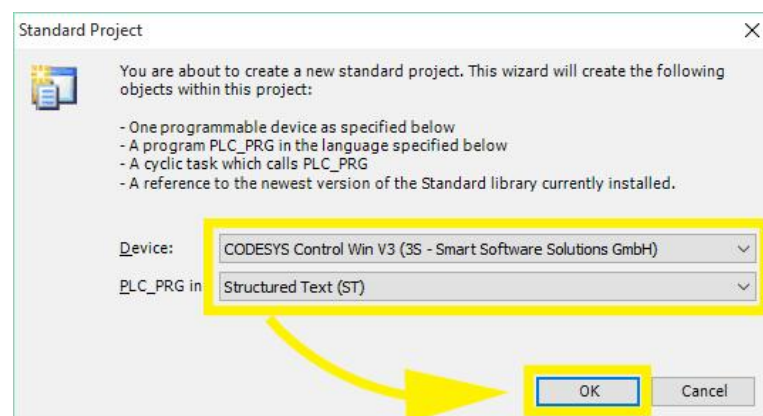 Standard Project
You are about to create a new standard project. This wizard will create the following
objects within this project:
- One programmable device as specified below
- A program PLC_PRG in the language specified below
- A cyclic task which calls PLC_PRG
- A reference to the newest version of the Standard library currently installed.
Device: CODESYS Control Win V3 (3S - Smart Software Solutions GmbH)
PLC_PRG in Structured Text (ST)
OK Cancel